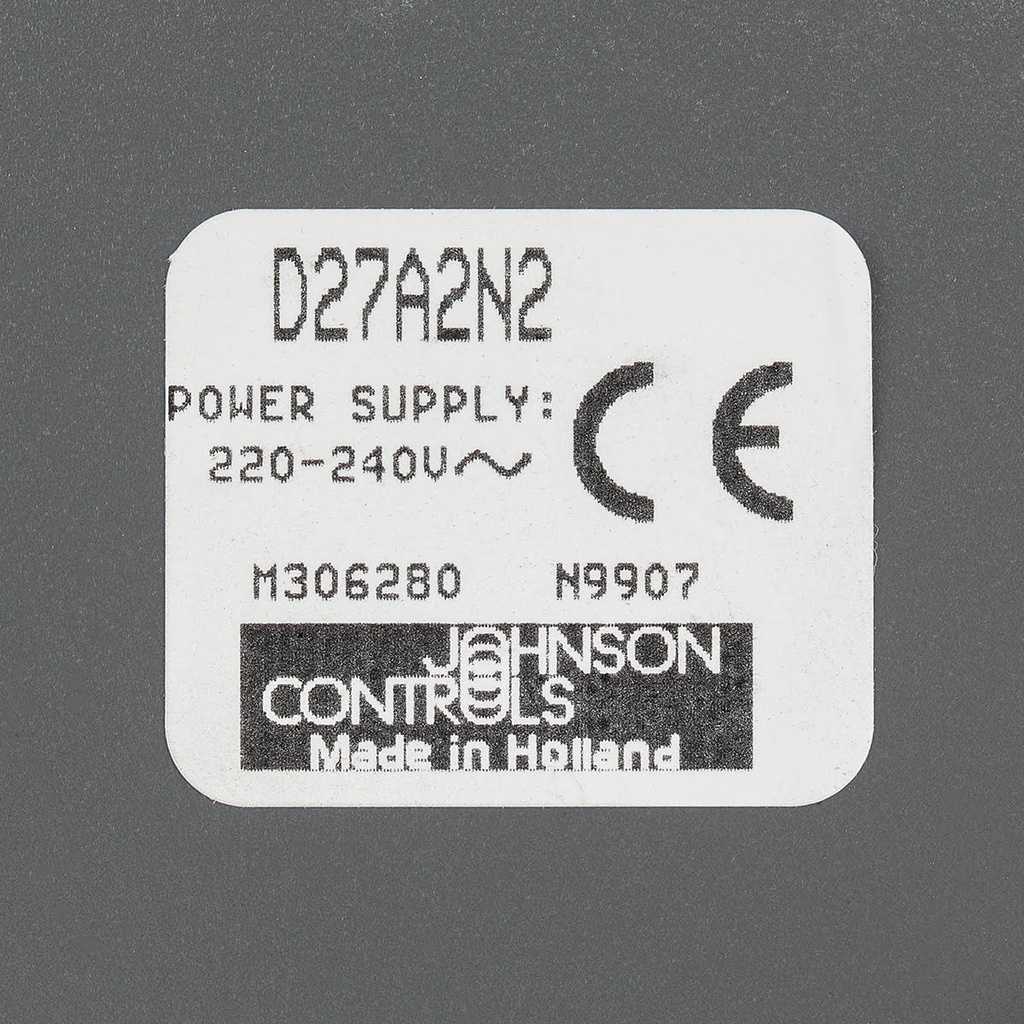 D27A2N2
POWER SUPPLY:
220-240V~
CE
M306280 N9907
JOHNSON
CONTROLS
Made in Holland